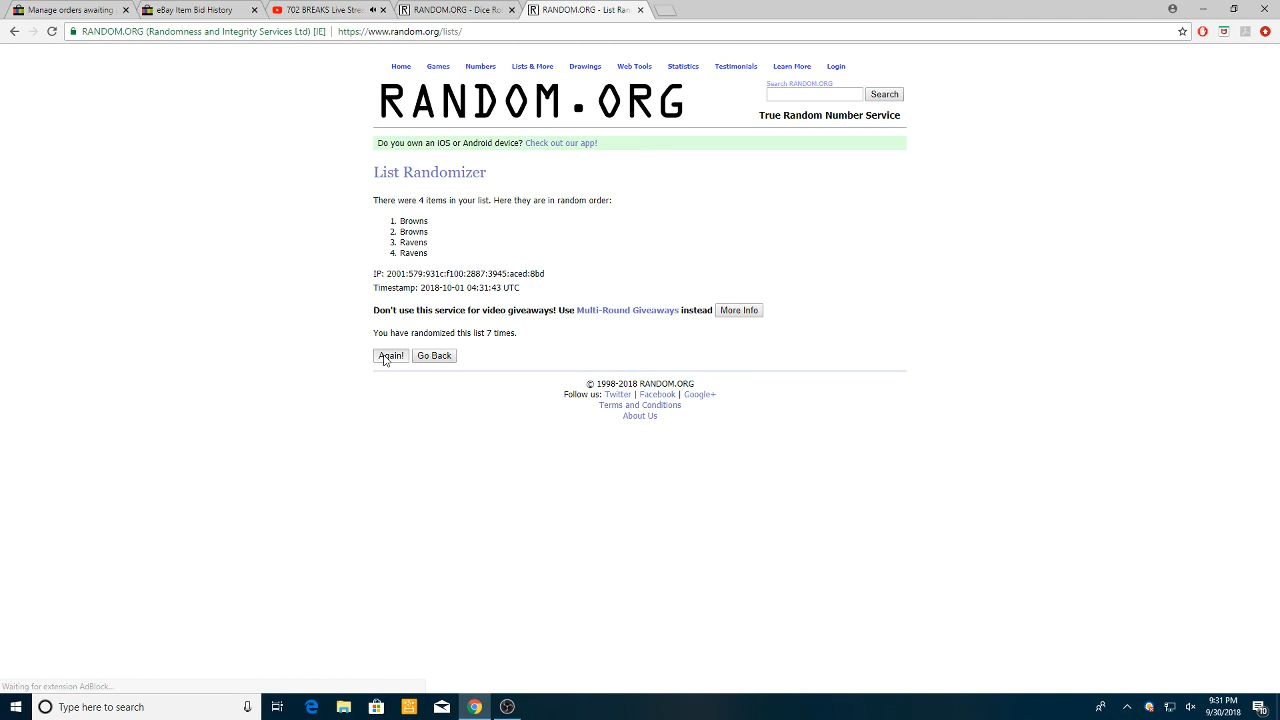 Manage orders awaiting
eBay Item Bid History
702 BREAKS Live Stre
RANDOM.ORG - Dice Ro
RANDOM.ORG - List Ran
RANDOM.ORG (Randomness and Integrity Services Ltd) [IE] https://www.random.org/lists/
Home Games Numbers Lists & More Drawings Web Tools Statistics Testimonials Learn More Login
Search RANDOM.ORG
RANDOM.ORG
Search
True Random Number Service
Do you own an iOS or Android device? Check out our app!
List Randomizer
There were 4 items in your list. Here they are in random order:
1. Browns
2. Browns
3. Ravens
4. Ravens
IP: 2001:579:931c:f100:2887:3945:aced:8bd
Timestamp: 2018-10-01 04:31:43 UTC
Don't use this service for video giveaways! Use Multi-Round Giveaways instead More Info
You have randomized this list 7 times.
Again! Go Back
© 1998-2018 RANDOM.ORG
Follow us: Twitter | Facebook | Google+
Terms and Conditions
About Us
Waiting for extension AdBlock...
Type here to search
9:31 PM
9/30/2018